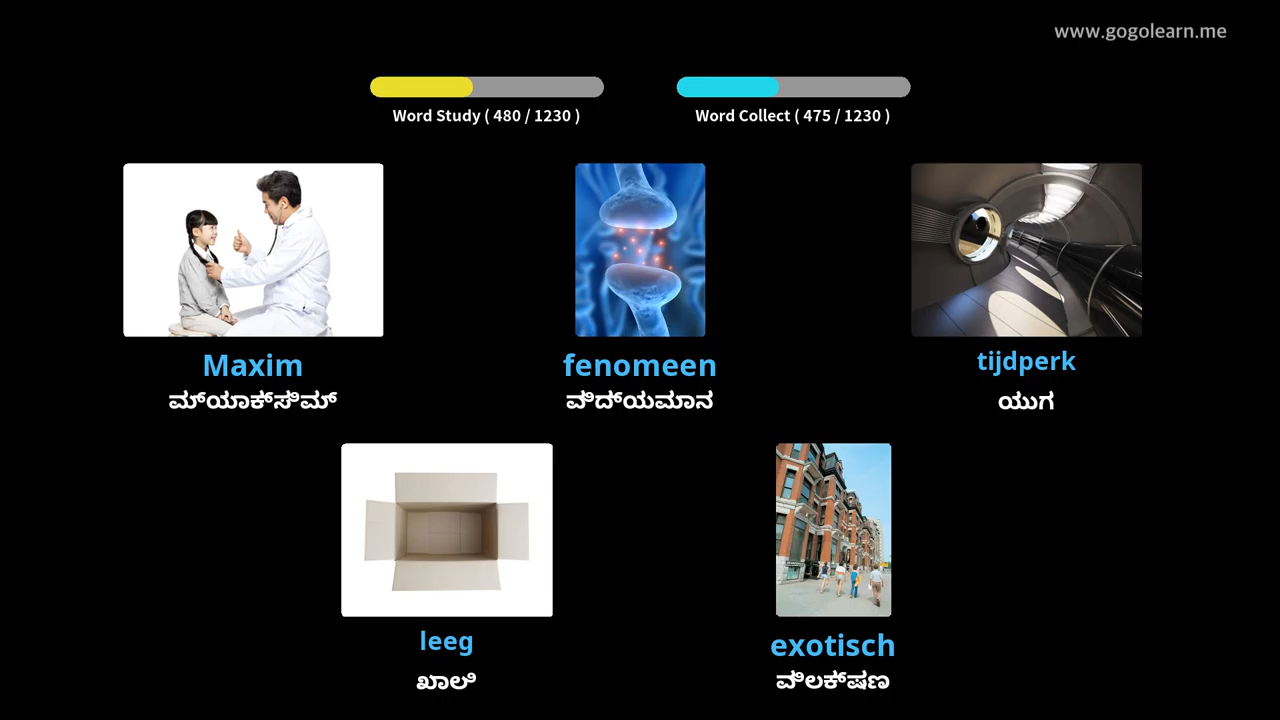 www.gogolearn.me
Word Study ( 480 / 1230 )
Word Collect ( 475 / 1230 )
Maxim
ಮ್ಯಾಕ್ಸಿಮ್
fenomeen
ವಿದ್ಯಮಾನ
tijdperk
ಯುಗ
leeg
ಖಾಲಿ
exotisch
ವಿಲಕ್ಷಣ